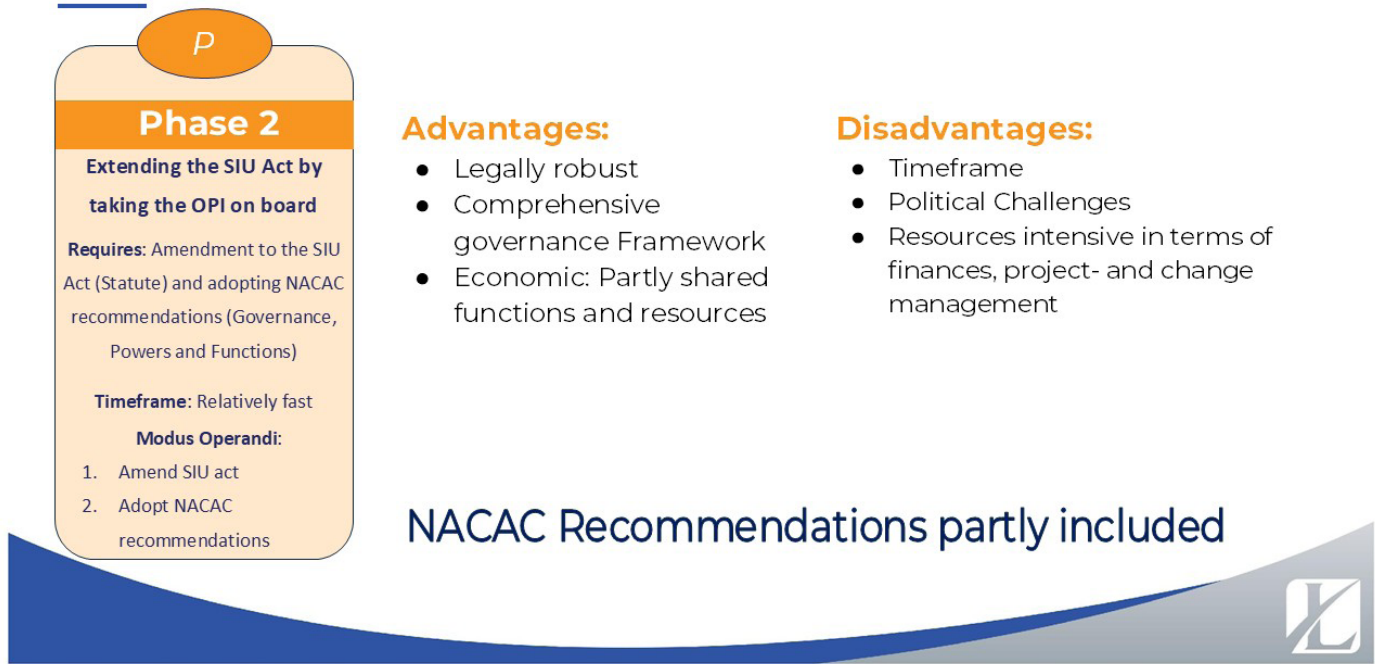 P
Phase 2
Extending the SIU Act by
taking the OPI on board
Requires: Amendment to the SIU
Act (Statute) and adopting NACAC
recommendations (Governance,
Powers and Functions)
Timeframe: Relatively fast
Modus Operandi:
1. Amend SIU act
2. Adopt NACAC
recommendations
Advantages:
● Legally robust
● Comprehensive
governance Framework
● Economic: Partly shared
functions and resources
Disadvantages:
● Timeframe
● Political Challenges
● Resources intensive in terms of
finances, project- and change
management
NACAC Recommendations partly included